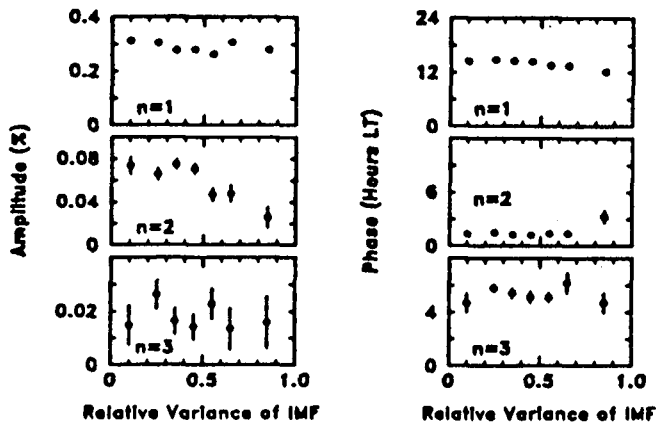 0.4
0.2
0
n=1
0.08
0.04
0
n=2
0.02
0
n=3
0 0.5 1.0
Amplitude (%)
Relative Variance of IMF
24
12
0
n=1
6
0
n=2
4
0
n=3
0 0.5 1.0
Phase (Hours LT)
Relative Variance of IMF